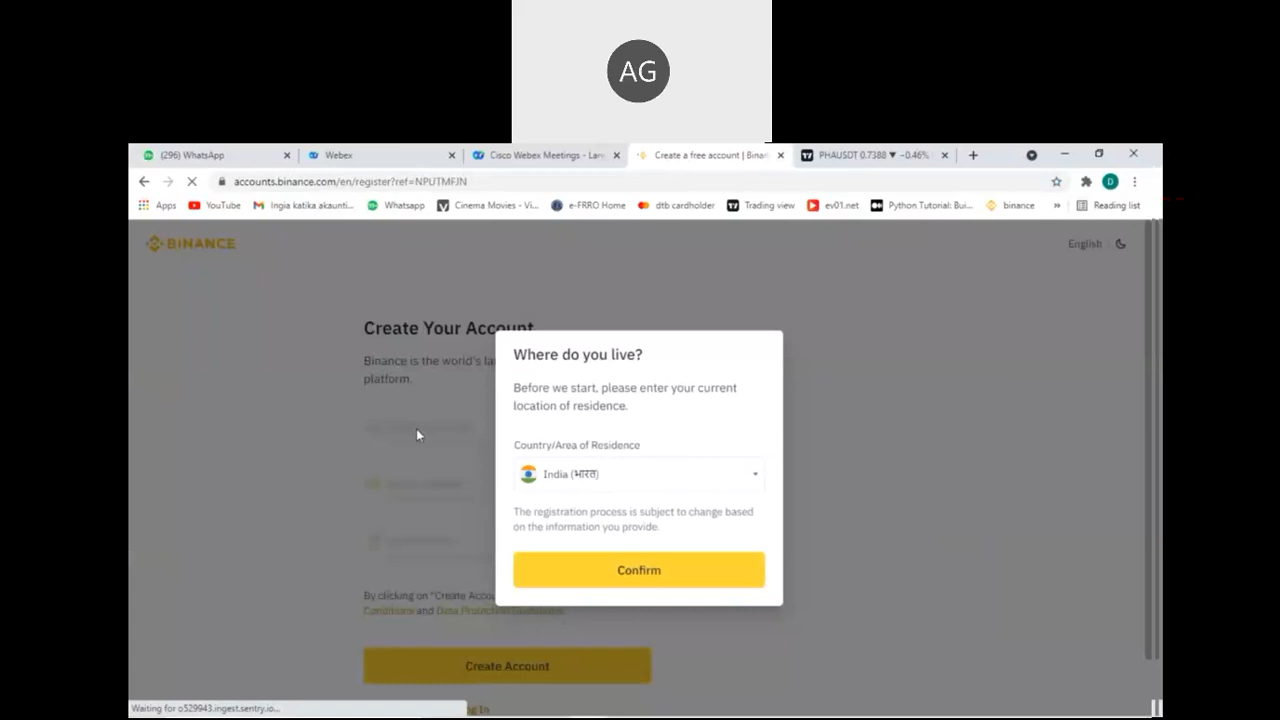 AG
(296) WhatsApp
Webex
Cisco Webex Meetings - Lan
Create a free account | Binan
PHAUSDT 0.7388 ▼ −0.46%
accounts.binance.com/en/register?ref=NPUTMFJN
D
Apps
YouTube
Ingia katika akaunti...
Whatsapp
Cinema Movies - Vi...
e-FRRO Home
dtb cardholder
Trading view
ev01.net
Python Tutorial: Bui...
binance
»
Reading list
BINANCE
English
Create Your Account
Binance is the world's la
platform.
Where do you live?
Before we start, please enter your current
location of residence.
Country/Area of Residence
India (भारत)
The registration process is subject to change based
on the information you provide.
Confirm
By clicking on "Create Accou
Conditions and Data Protection Guidelines.
Create Account
ng In
Waiting for o529943.ingest.sentry.io...